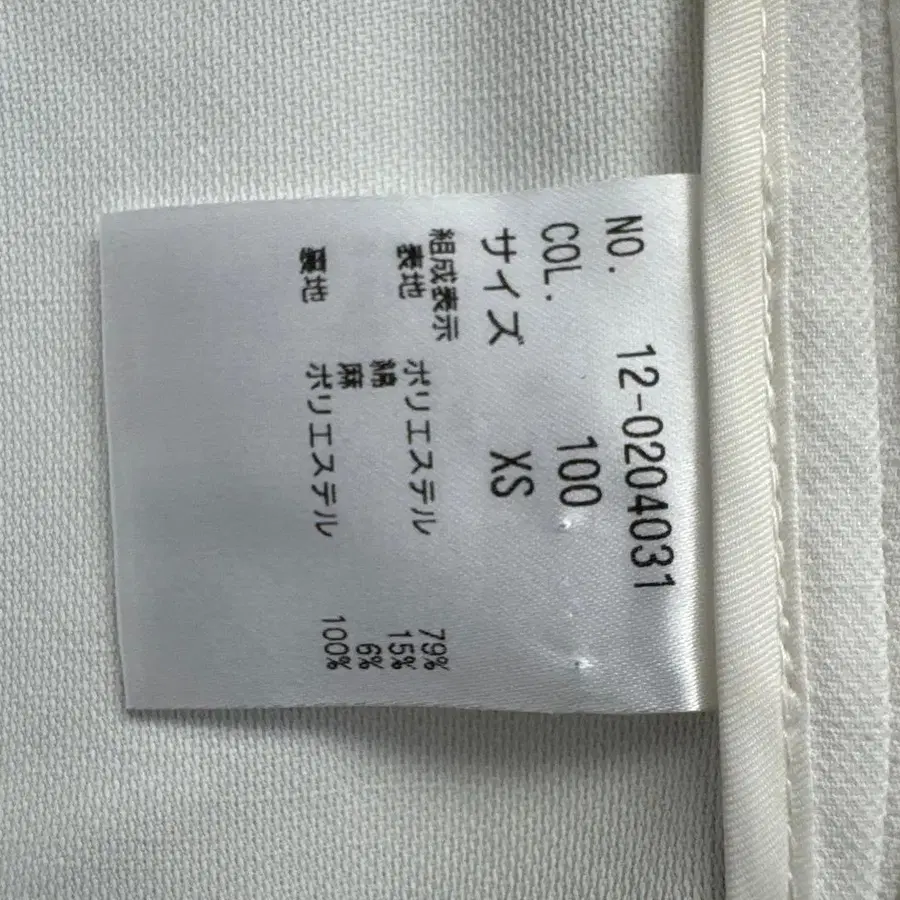 NO. 12-0204031
COL. 100
サイズ XS
組成表示
表地 ポリエステル 79%
綿 15%
麻 6%
裏地 ポリエステル 100%